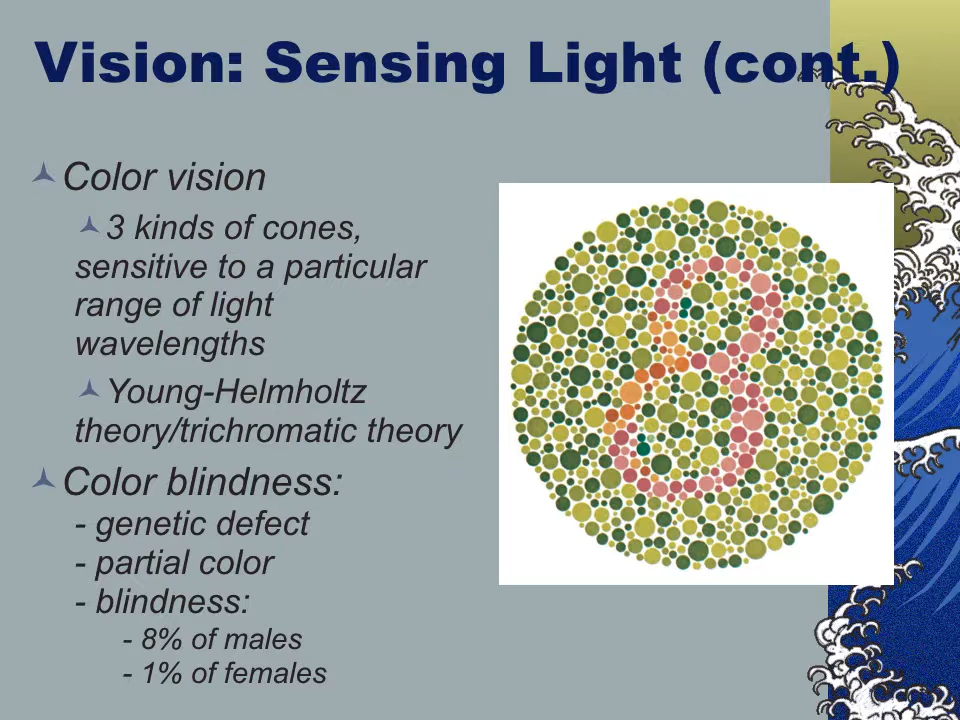 Vision: Sensing Light (cont.)
Color vision
3 kinds of cones,
sensitive to a particular
range of light
wavelengths
Young-Helmholtz
theory/trichromatic theory
Color blindness:
- genetic defect
- partial color
- blindness:
- 8% of males
- 1% of females
8